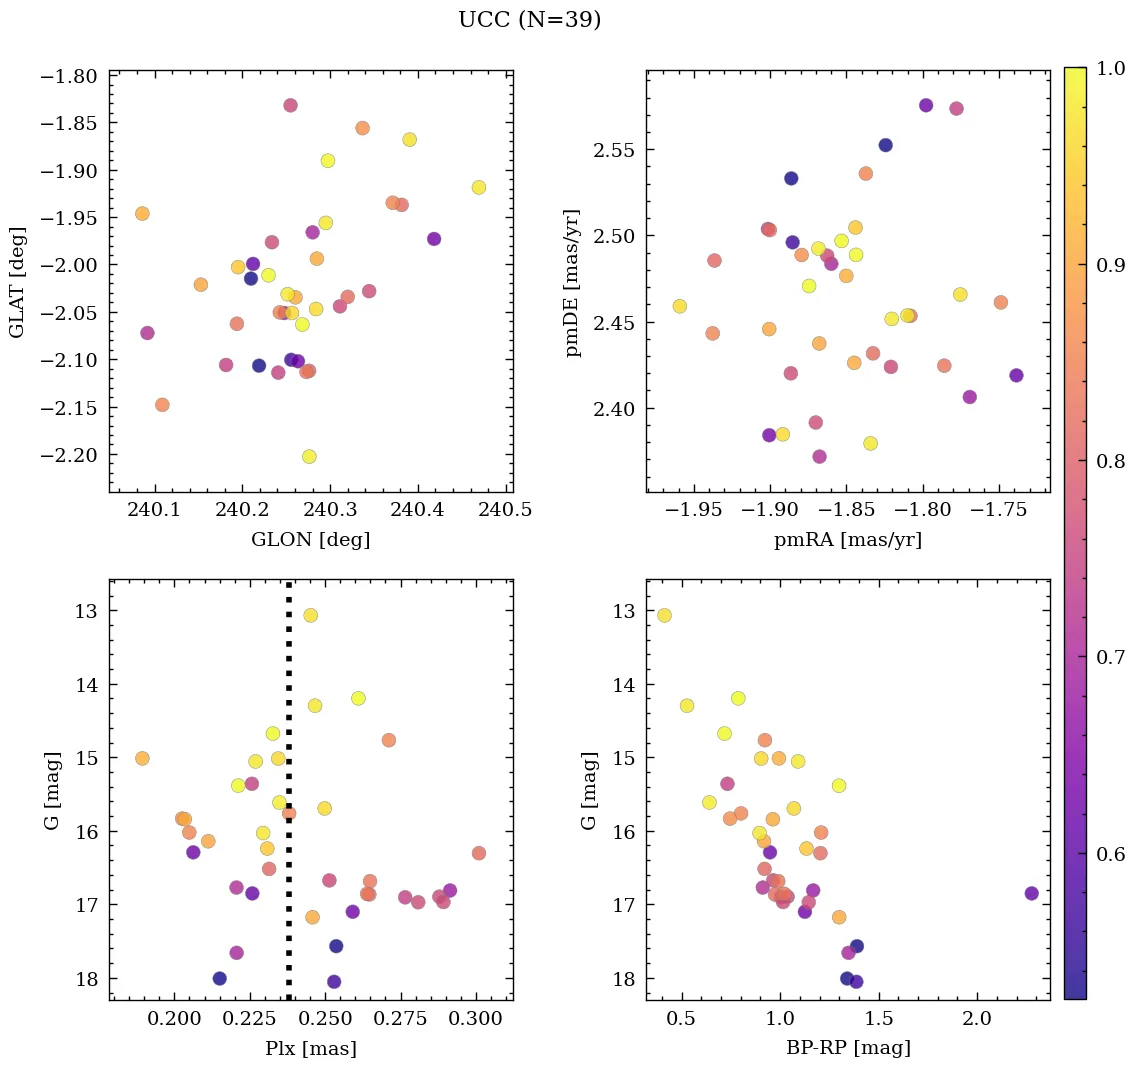 UCC (N=39)
−1.80
−1.85
−1.90
−1.95
−2.00
−2.05
−2.10
−2.15
−2.20
GLAT [deg]
240.1 240.2 240.3 240.4 240.5
GLON [deg]
2.55
2.50
2.45
2.40
pmDE [mas/yr]
−1.95 −1.90 −1.85 −1.80 −1.75
pmRA [mas/yr]
13
14
15
16
17
18
G [mag]
0.200 0.225 0.250 0.275 0.300
Plx [mas]
13
14
15
16
17
18
G [mag]
0.5 1.0 1.5 2.0
BP-RP [mag]
1.0
0.9
0.8
0.7
0.6